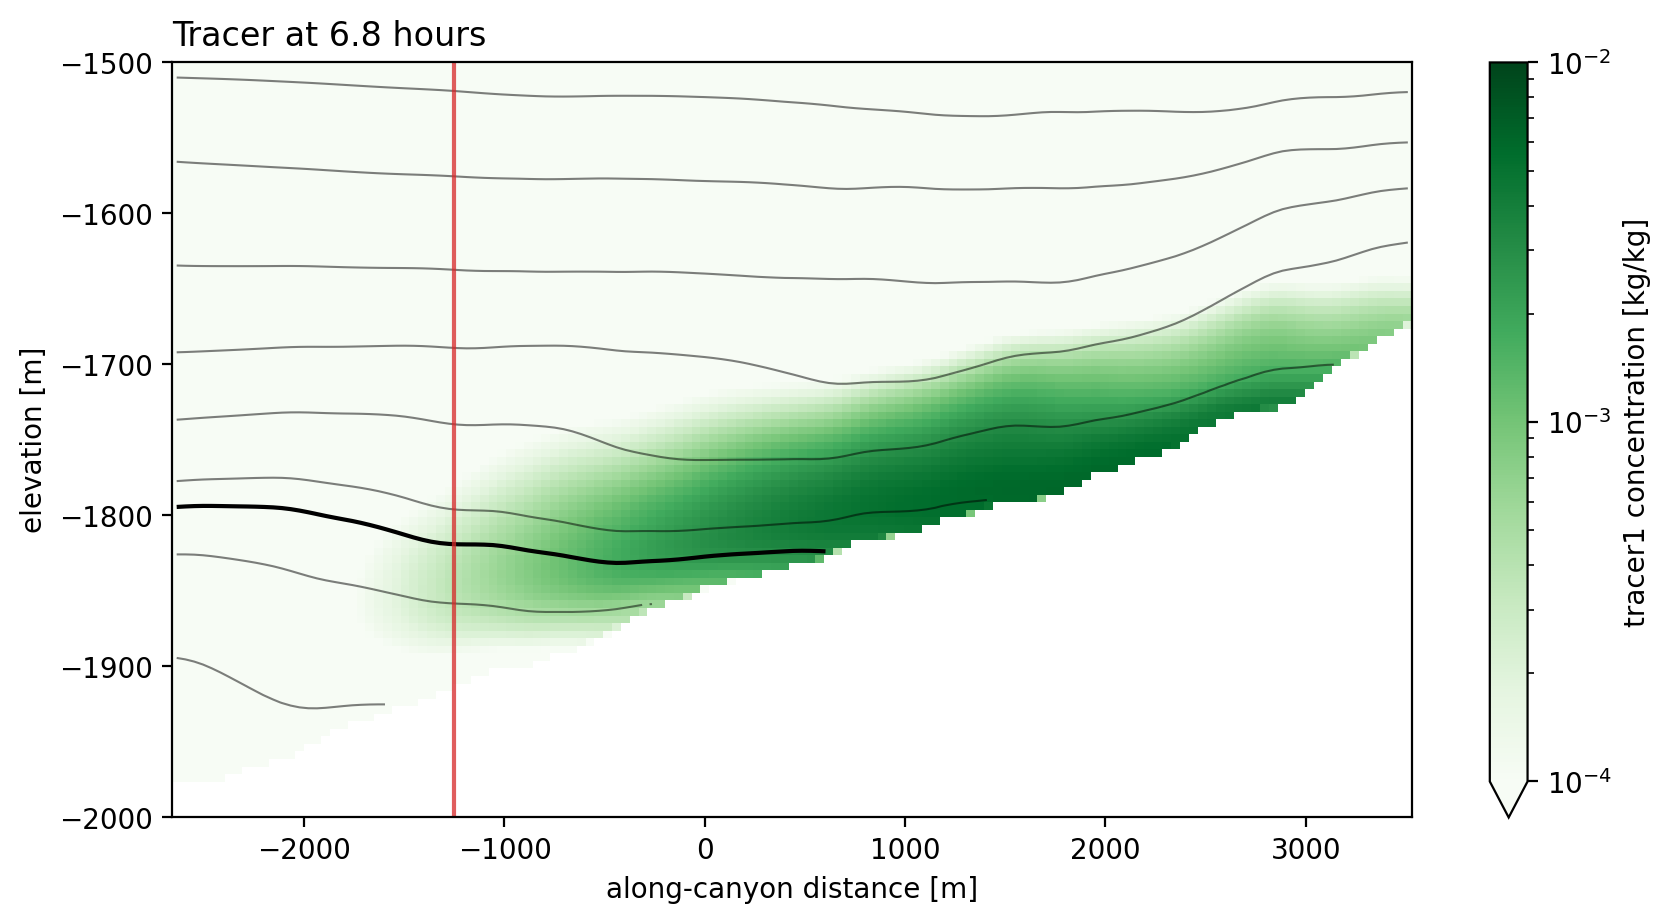 Tracer at 6.8 hours
−1500
−1600
−1700
−1800
−1900
−2000
elevation [m]
−2000 −1000 0 1000 2000 3000
along-canyon distance [m]
10⁻²
10⁻³
10⁻⁴
tracer1 concentration [kg/kg]